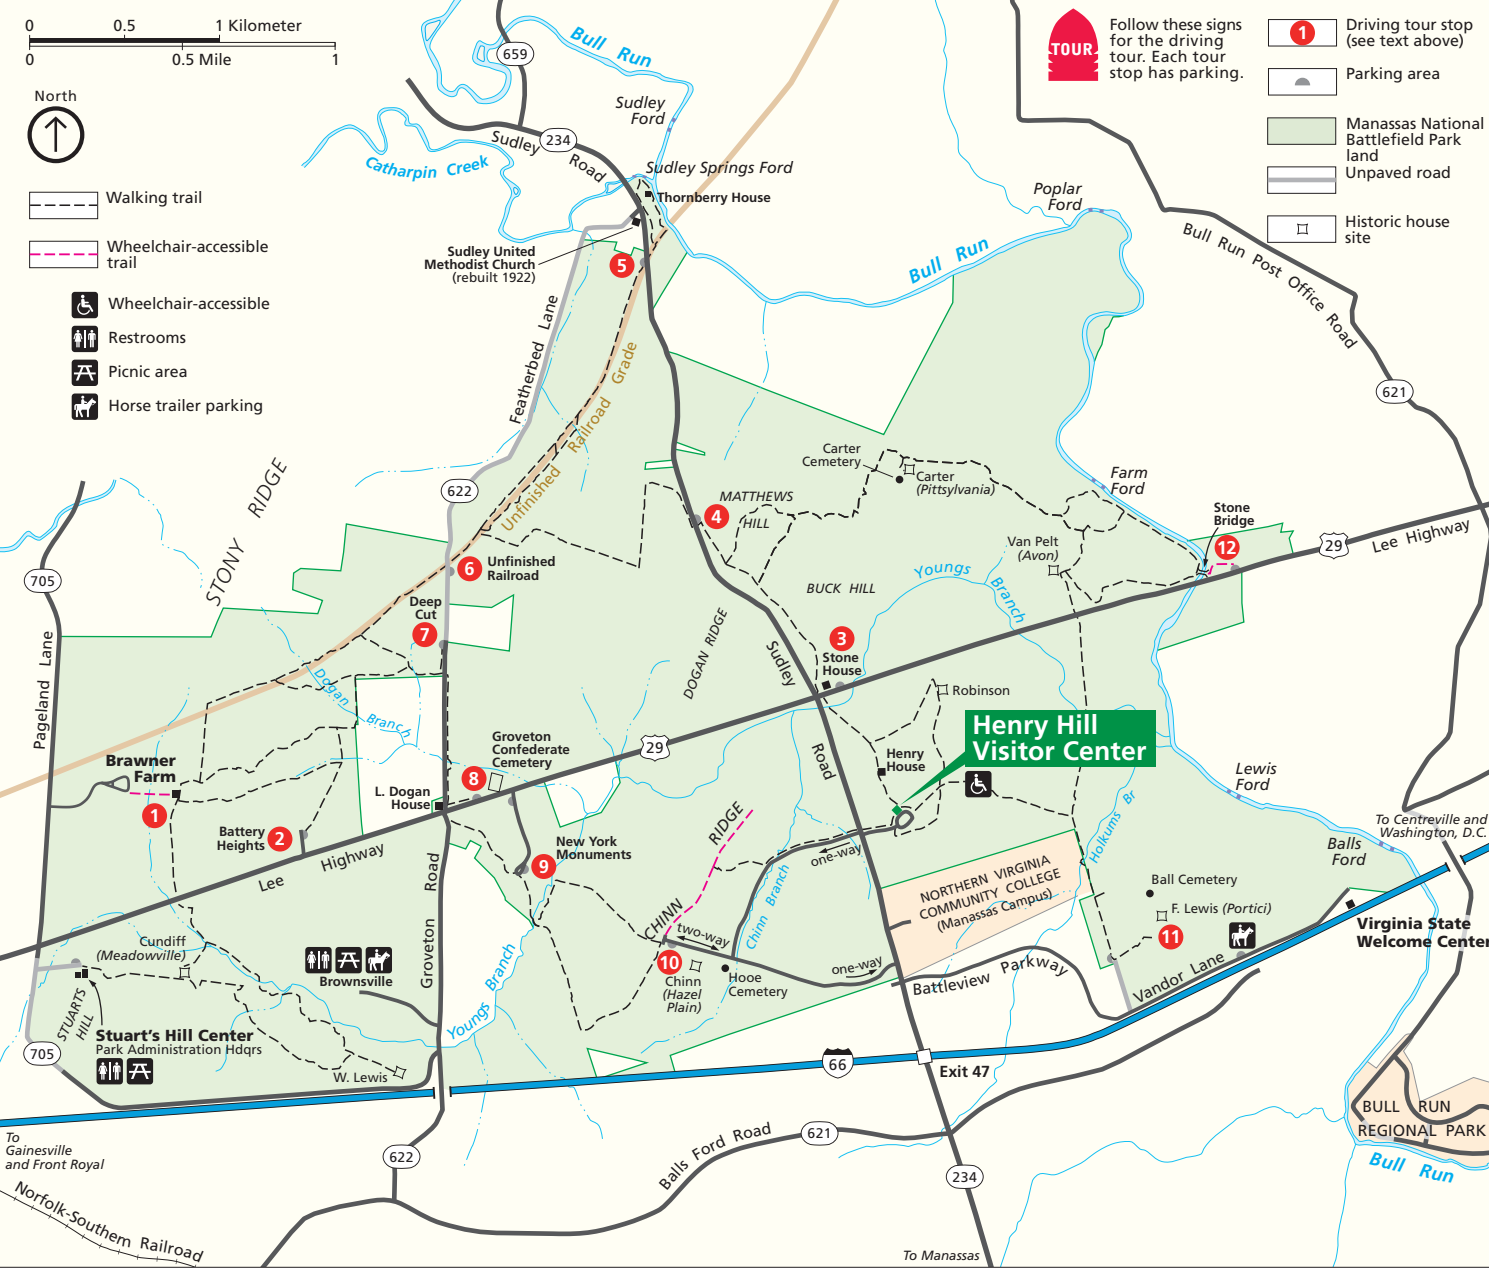 0 0.5 1 Kilometer
0 0.5 Mile 1
North
Walking trail
Wheelchair-accessible
trail
Wheelchair-accessible
Restrooms
Picnic area
Horse trailer parking
TOUR
Follow these signs
for the driving
tour. Each tour
stop has parking.
1
Driving tour stop
(see text above)
Parking area
Manassas National
Battlefield Park
land
Unpaved road
Historic house
site
659
Bull Run
Sudley
Ford
234
Sudley Road
Catharpin Creek
Sudley Springs Ford
Thornberry House
Sudley United
Methodist Church
(rebuilt 1922)
5
Poplar
Ford
Bull Run
Bull Run Post Office Road
621
Featherbed Lane
Unfinished Railroad Grade
STONY RIDGE
622
Carter
Cemetery
Carter
(Pittsylvania)
MATTHEWS
HILL
4
Farm
Ford
Stone
Bridge
12
29
Lee Highway
Van Pelt
(Avon)
Youngs Branch
BUCK HILL
705
6
Unfinished
Railroad
Deep
Cut
7
DOGAN RIDGE
3
Stone
House
Sudley
Road
Pageland Lane
Dogan Branch
Robinson
Henry Hill
Visitor Center
Henry
House
Groveton
Confederate
Cemetery
29
8
Brawner
Farm
1
L. Dogan
House
Battery
Heights
2
Lee Highway
New York
Monuments
9
CHINN RIDGE
one-way
Chinn Branch
Holkums Br
Lewis
Ford
To Centreville and
Washington, D.C.
Balls
Ford
NORTHERN VIRGINIA
COMMUNITY COLLEGE
(Manassas Campus)
Ball Cemetery
F. Lewis (Portici)
11
Virginia State
Welcome Center
Groveton Road
Cundiff
(Meadowville)
Brownsville
two-way
10
Chinn
(Hazel
Plain)
Hooe
Cemetery
one-way
Battleview Parkway
Vandor Lane
STUARTS
HILL
Stuart's Hill Center
Park Administration Hdqrs
Youngs Branch
705
W. Lewis
66
Exit 47
BULL RUN
REGIONAL PARK
Bull Run
To
Gainesville
and Front Royal
622
Balls Ford Road
621
234
Norfolk-Southern Railroad
To Manassas